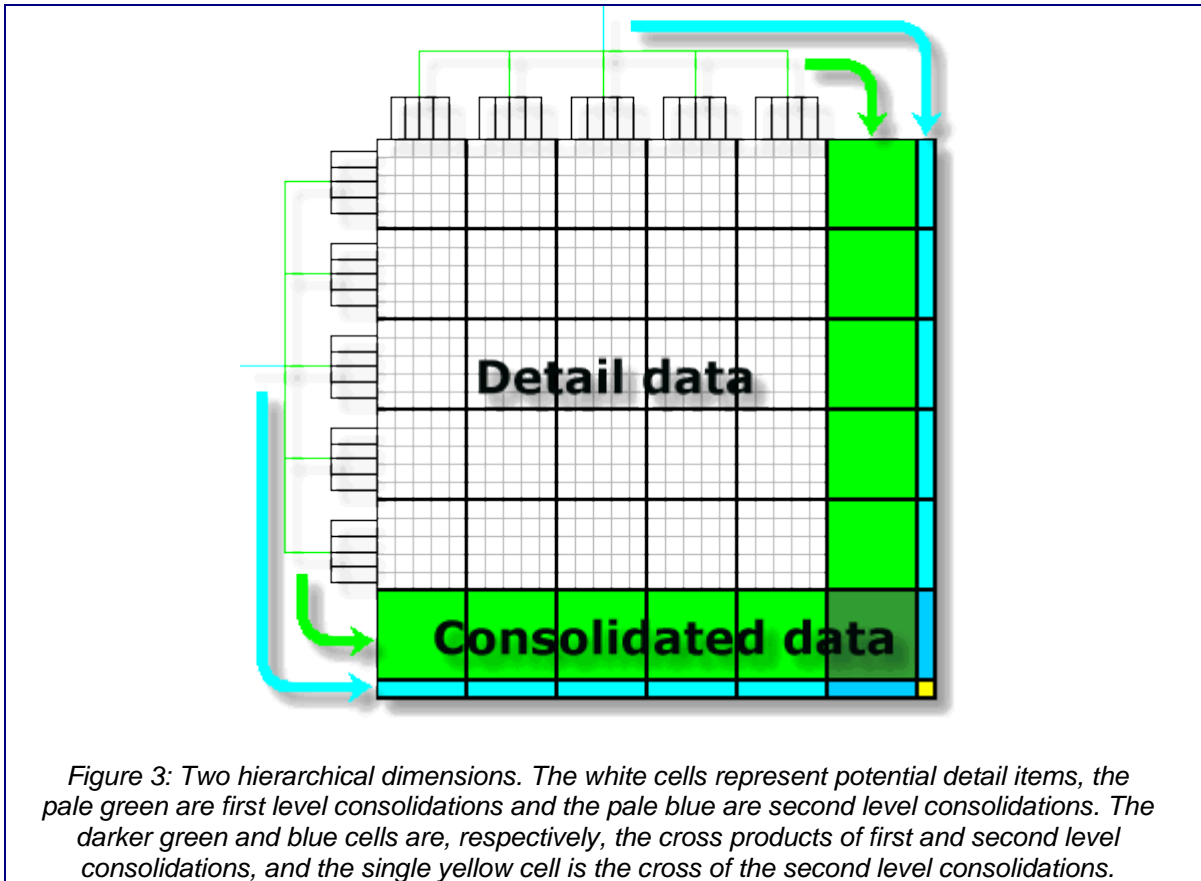 Detail data
Consolidated data
Figure 3: Two hierarchical dimensions. The white cells represent potential detail items, the
pale green are first level consolidations and the pale blue are second level consolidations. The
darker green and blue cells are, respectively, the cross products of first and second level
consolidations, and the single yellow cell is the cross of the second level consolidations.